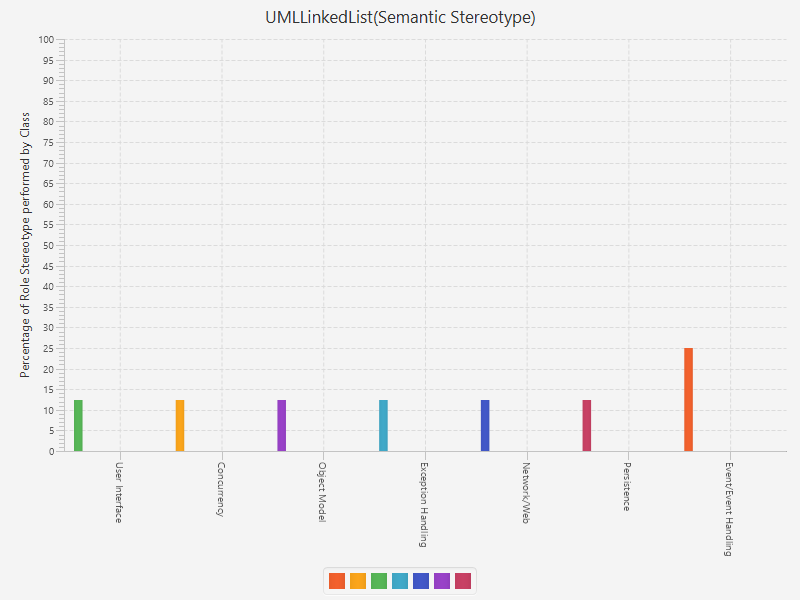 UMLLinkedList(Semantic Stereotype)
Percentage of Role Stereotype performed by Class
100
95
90
85
80
75
70
65
60
55
50
45
40
35
30
25
20
15
10
5
0
User Interface
Concurrency
Object Model
Exception Handling
Network/Web
Persistence
Event/Event Handling